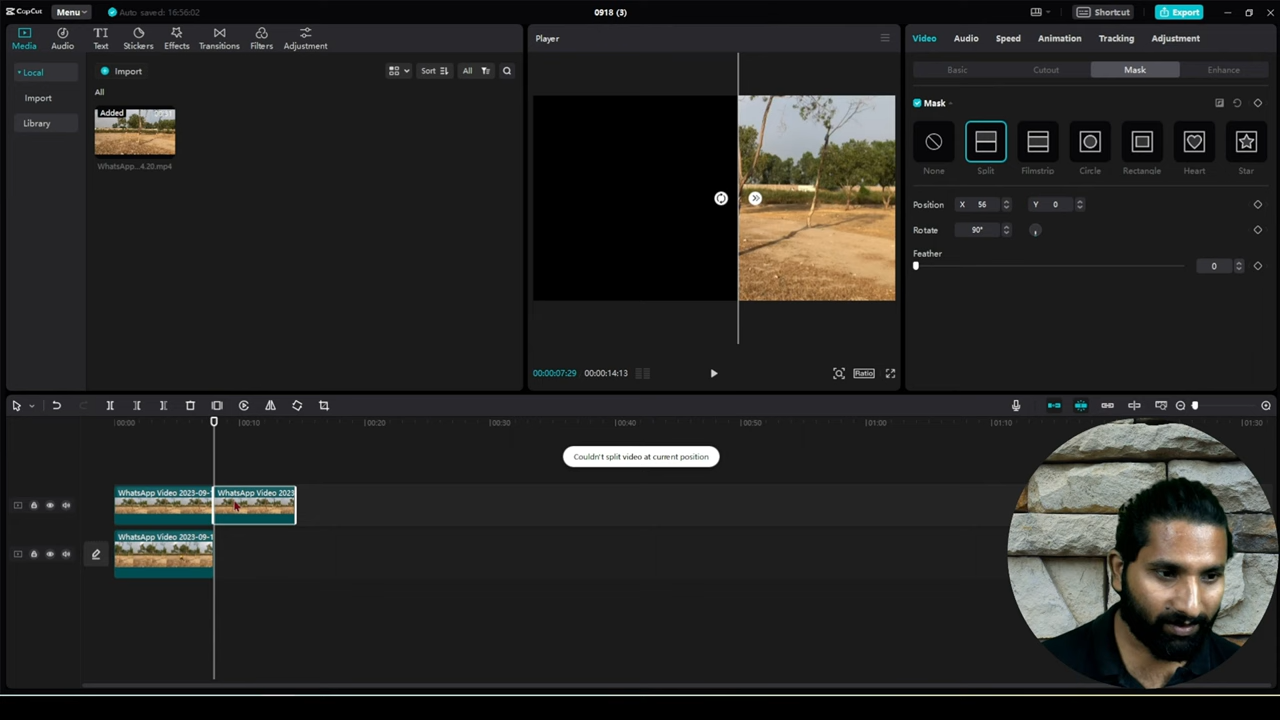 CapCut
Menu
Auto saved: 16:56:02
0918 (3)
Shortcut
Export
Media
Audio
Text
Stickers
Effects
Transitions
Filters
Adjustment
Local
Import
Library
Import
Sort
All
All
Added
WhatsApp...4.20.mp4
Player
00:00:07:29
00:00:14:13
Ratio
Video
Audio
Speed
Animation
Tracking
Adjustment
Basic
Cutout
Mask
Enhance
Mask
None
Split
Filmstrip
Circle
Rectangle
Heart
Star
Position
X
56
Y
0
Rotate
90°
Feather
0
00:00
00:10
00:20
00:30
00:40
00:50
01:00
01:10
01:30
Couldn't split video at current position
WhatsApp Video 2023-09-
WhatsApp Video 2023
WhatsApp Video 2023-09-1